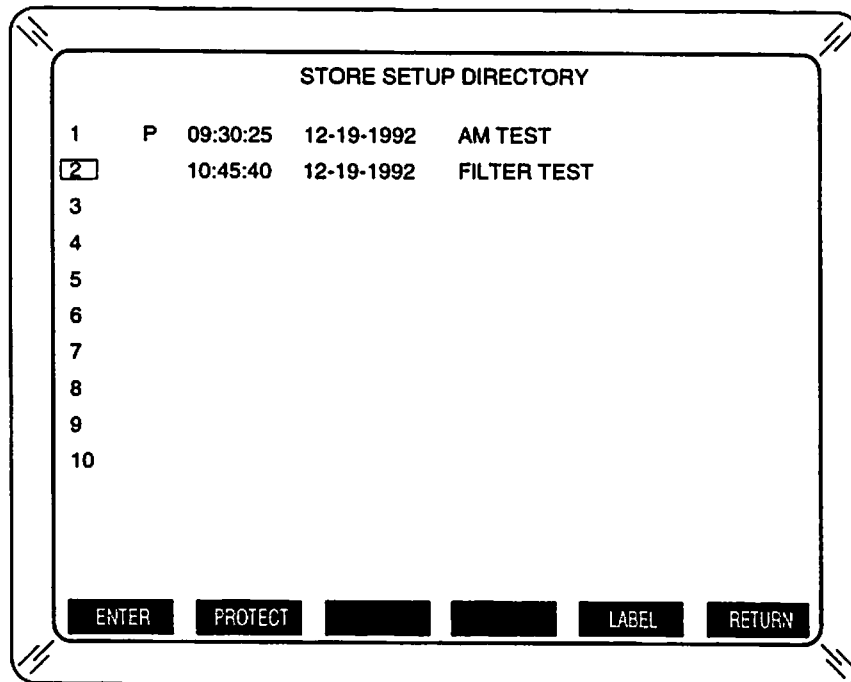 STORE SETUP DIRECTORY
1 P 09:30:25 12-19-1992 AM TEST
2 10:45:40 12-19-1992 FILTER TEST
3
4
5
6
7
8
9
10
ENTER PROTECT LABEL RETURN